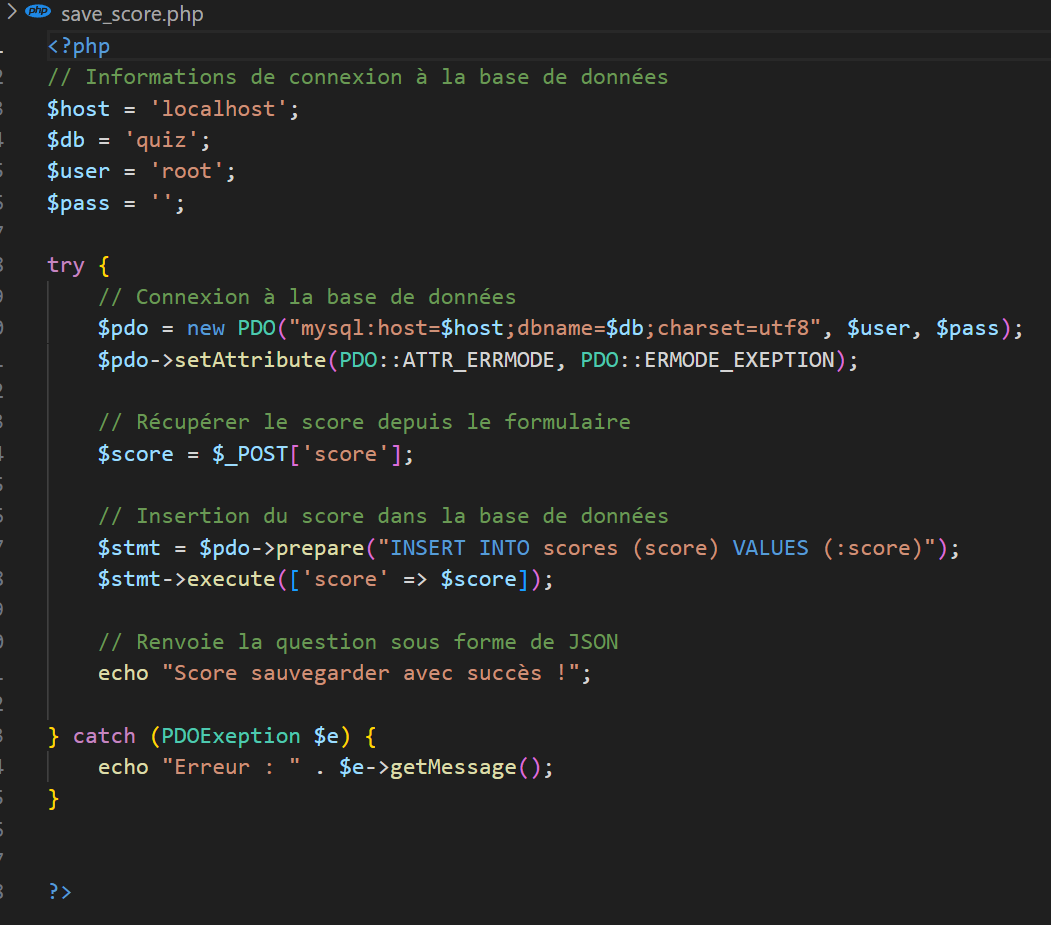 php save_score.php
<?php
// Informations de connexion à la base de données
$host = 'localhost';
$db = 'quiz';
$user = 'root';
$pass = '';
try {
// Connexion à la base de données
$pdo = new PDO("mysql:host=$host;dbname=$db;charset=utf8", $user, $pass);
$pdo->setAttribute(PDO::ATTR_ERRMODE, PDO::ERMODE_EXEPTION);
// Récupérer le score depuis le formulaire
$score = $_POST['score'];
// Insertion du score dans la base de données
$stmt = $pdo->prepare("INSERT INTO scores (score) VALUES (:score)");
$stmt->execute(['score' => $score]);
// Renvoie la question sous forme de JSON
echo "Score sauvegarder avec succès !";
} catch (PDOExeption $e) {
echo "Erreur : " . $e->getMessage();
}
?>